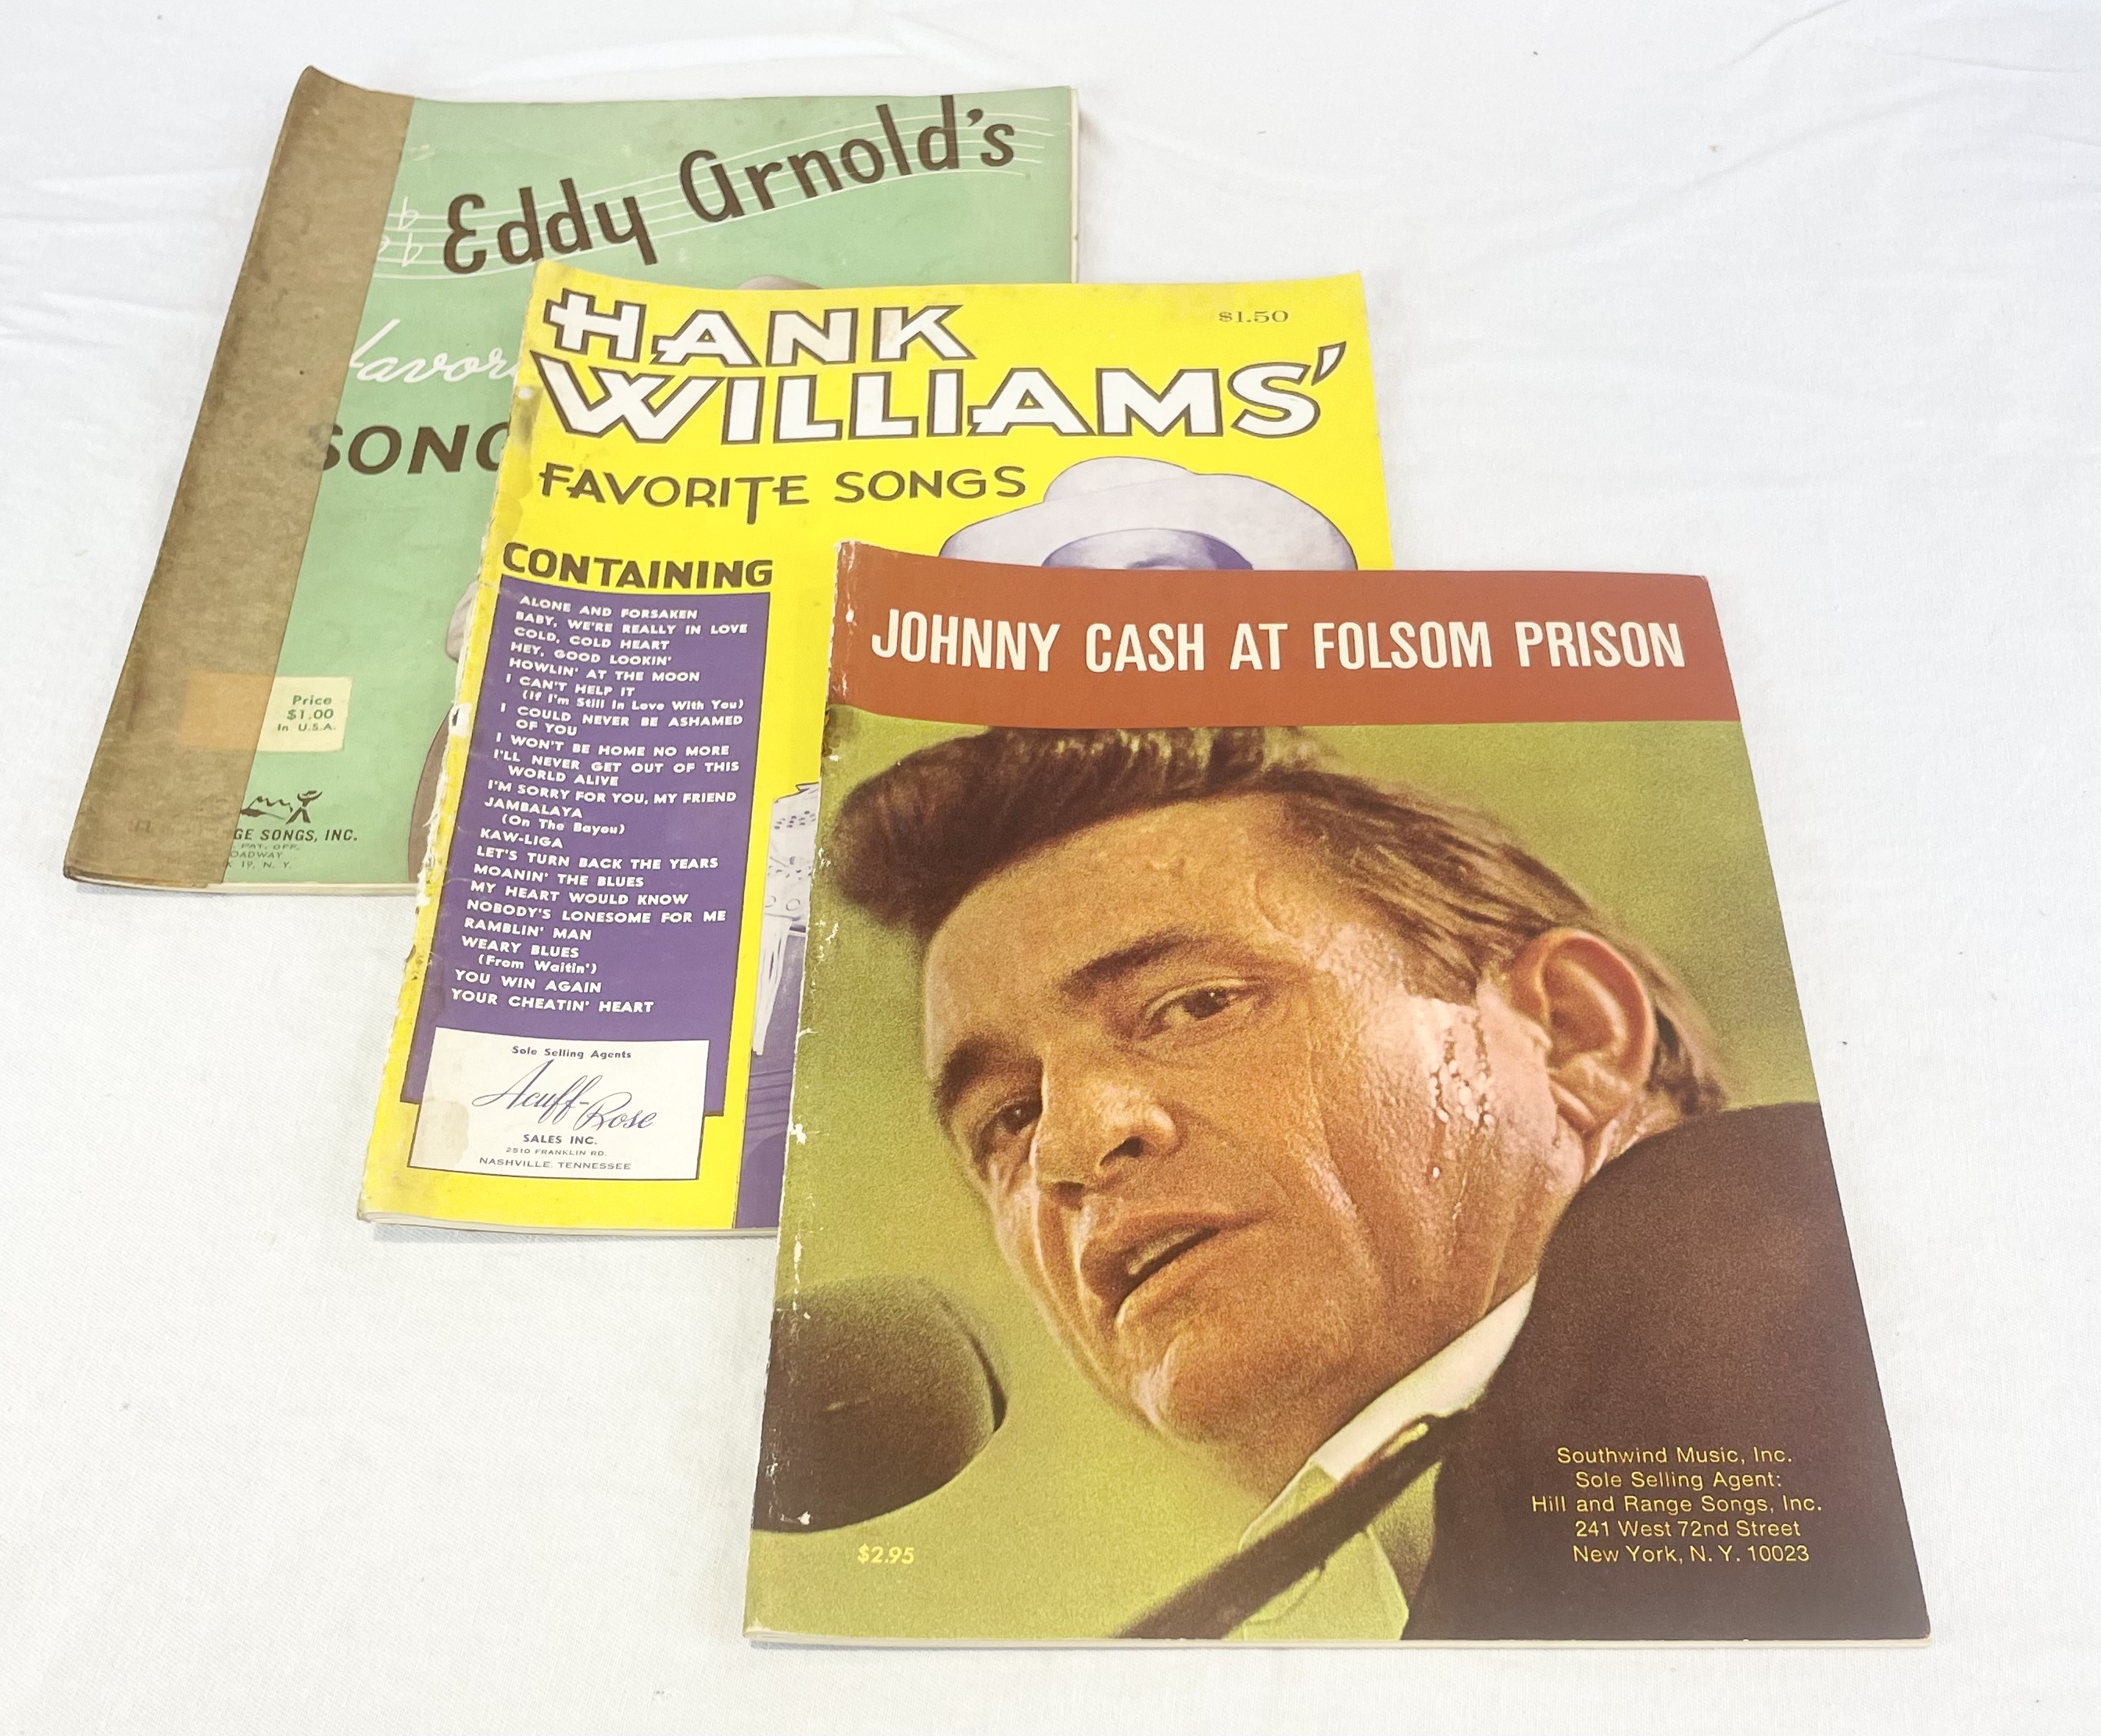 Eddy Arnold's
SONG
Price
$1.00
In U.S.A.
GE SONGS, INC.
PAT. OFF.
OADWAY
19, N. Y.
HANK
$1.50
WILLIAMS'
FAVORITE SONGS
CONTAINING
ALONE AND FORSAKEN
BABY, WE'RE REALLY IN LOVE
COLD, COLD HEART
HEY, GOOD LOOKIN'
HOWLIN' AT THE MOON
I CAN'T HELP IT
(If I'm Still In Love With You)
I COULD NEVER BE ASHAMED
OF YOU
I WON'T BE HOME NO MORE
I'LL NEVER GET OUT OF THIS
WORLD ALIVE
I'M SORRY FOR YOU, MY FRIEND
JAMBALAYA
(On The Bayou)
KAW-LIGA
LET'S TURN BACK THE YEARS
MOANIN' THE BLUES
MY HEART WOULD KNOW
NOBODY'S LONESOME FOR ME
RAMBLIN' MAN
WEARY BLUES
(From Waitin')
YOU WIN AGAIN
YOUR CHEATIN' HEART
Sole Selling Agents
Acuff-Rose
SALES INC.
2510 FRANKLIN RD.
NASHVILLE, TENNESSEE
JOHNNY CASH AT FOLSOM PRISON
Southwind Music, Inc.
Sole Selling Agent:
Hill and Range Songs, Inc.
241 West 72nd Street
New York, N. Y. 10023
$2.95